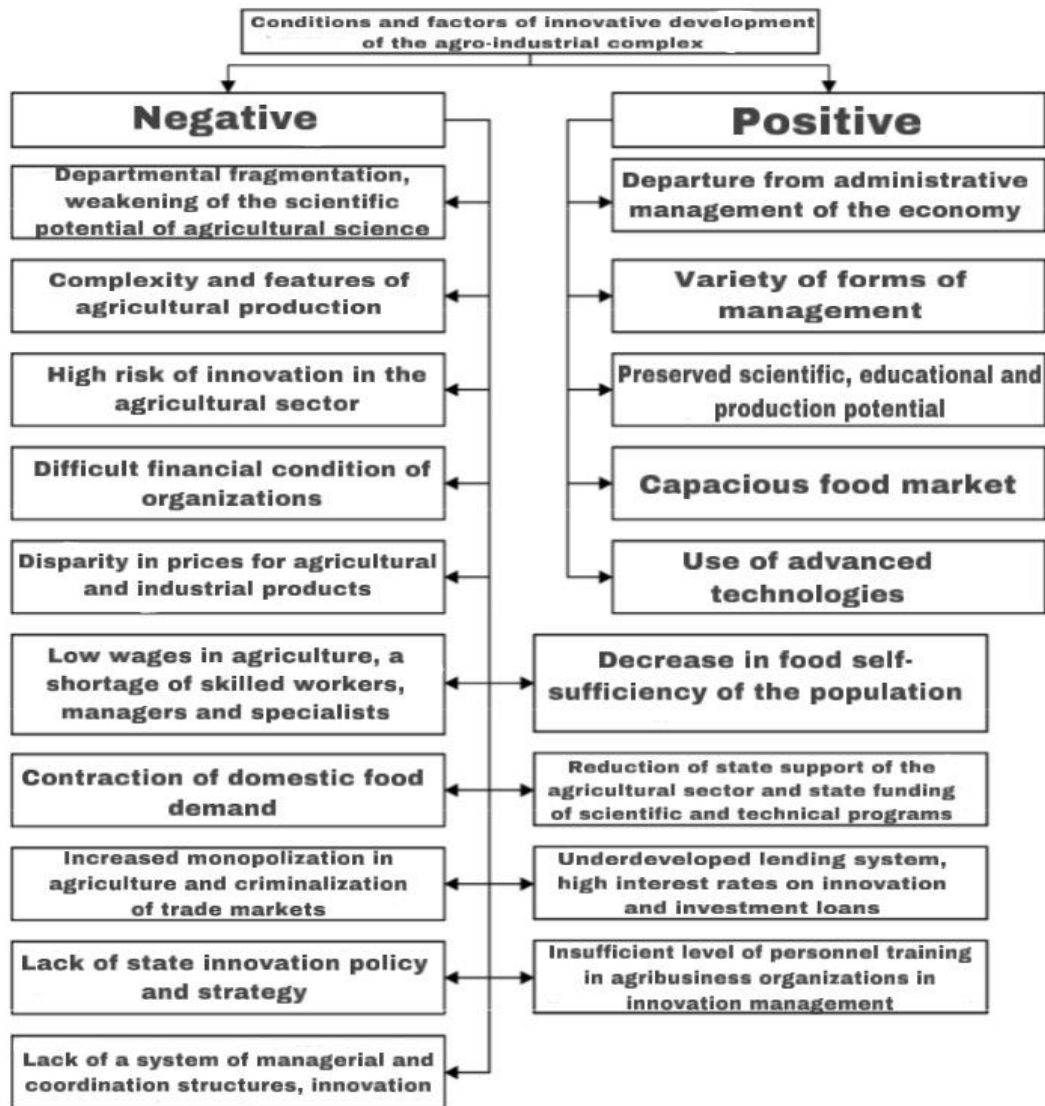 Conditions and factors of innovative development
of the agro-industrial complex
Negative
Departmental fragmentation,
weakening of the scientific
potential of agricultural science
Complexity and features of
agricultural production
High risk of innovation in the
agricultural sector
Difficult financial condition of
organizations
Disparity in prices for agricultural
and industrial products
Low wages in agriculture, a
shortage of skilled workers,
managers and specialists
Contraction of domestic food
demand
Increased monopolization in
agriculture and criminalization
of trade markets
Lack of state innovation policy
and strategy
Lack of a system of managerial and
coordination structures, innovation
Positive
Departure from administrative
management of the economy
Variety of forms of
management
Preserved scientific, educational and
production potential
Capacious food market
Use of advanced
technologies
Decrease in food self-
sufficiency of the population
Reduction of state support of the
agricultural sector and state funding
of scientific and technical programs
Underdeveloped lending system,
high interest rates on innovation
and investment loans
Insufficient level of personnel training
in agribusiness organizations in
innovation management